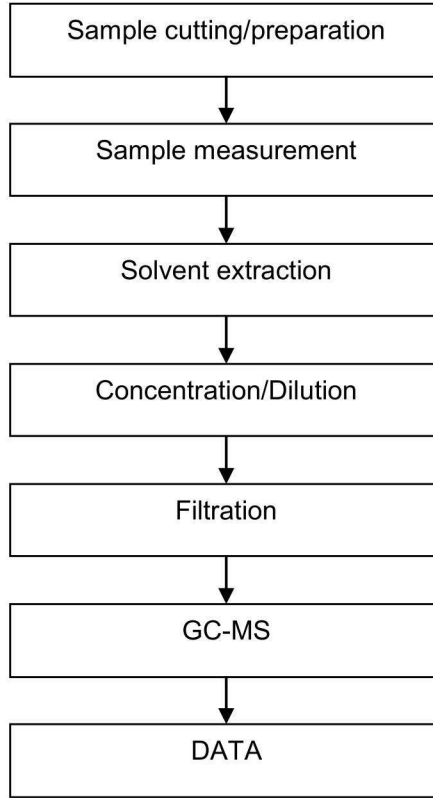 Sample cutting/preparation
Sample measurement
Solvent extraction
Concentration/Dilution
Filtration
GC-MS
DATA